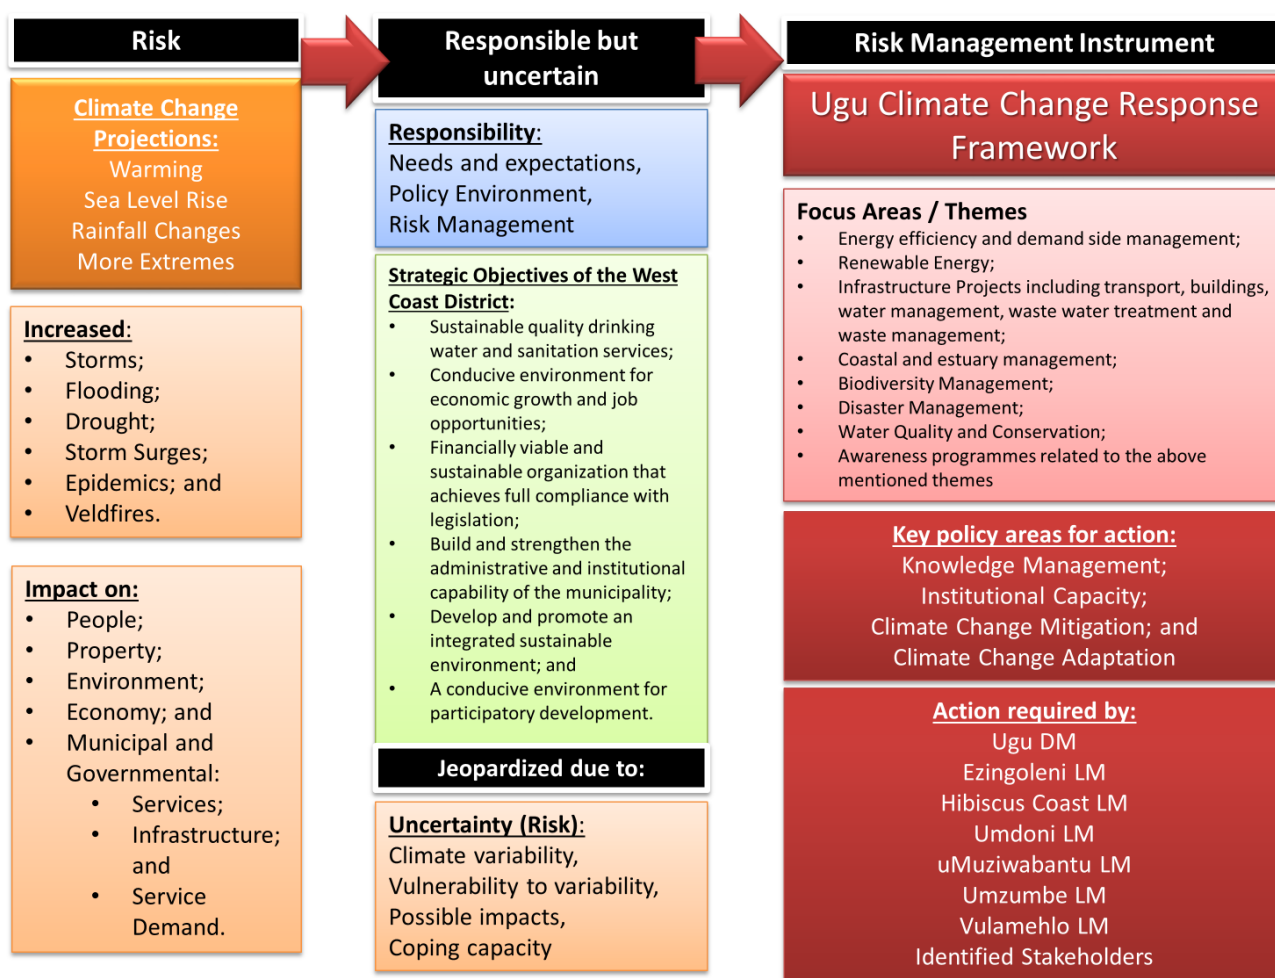 Risk
Climate Change
Projections:
Warming
Sea Level Rise
Rainfall Changes
More Extremes
Increased:
• Storms;
• Flooding;
• Drought;
• Storm Surges;
• Epidemics; and
• Veldfires.
Impact on:
• People;
• Property;
• Environment;
• Economy; and
• Municipal and
Governmental:
• Services;
• Infrastructure;
and
• Service
Demand.
Responsible but
uncertain
Responsibility:
Needs and expectations,
Policy Environment,
Risk Management
Strategic Objectives of the West
Coast District:
• Sustainable quality drinking
water and sanitation services;
• Conducive environment for
economic growth and job
opportunities;
• Financially viable and
sustainable organization that
achieves full compliance with
legislation;
• Build and strengthen the
administrative and institutional
capability of the municipality;
• Develop and promote an
integrated sustainable
environment; and
• A conducive environment for
participatory development.
Jeopardized due to:
Uncertainty (Risk):
Climate variability,
Vulnerability to variability,
Possible impacts,
Coping capacity
Risk Management Instrument
Ugu Climate Change Response
Framework
Focus Areas / Themes
• Energy efficiency and demand side management;
• Renewable Energy;
• Infrastructure Projects including transport, buildings,
water management, waste water treatment and
waste management;
• Coastal and estuary management;
• Biodiversity Management;
• Disaster Management;
• Water Quality and Conservation;
• Awareness programmes related to the above
mentioned themes
Key policy areas for action:
Knowledge Management;
Institutional Capacity;
Climate Change Mitigation; and
Climate Change Adaptation
Action required by:
Ugu DM
Ezingoleni LM
Hibiscus Coast LM
Umdoni LM
uMuziwabantu LM
Umzumbe LM
Vulamehlo LM
Identified Stakeholders